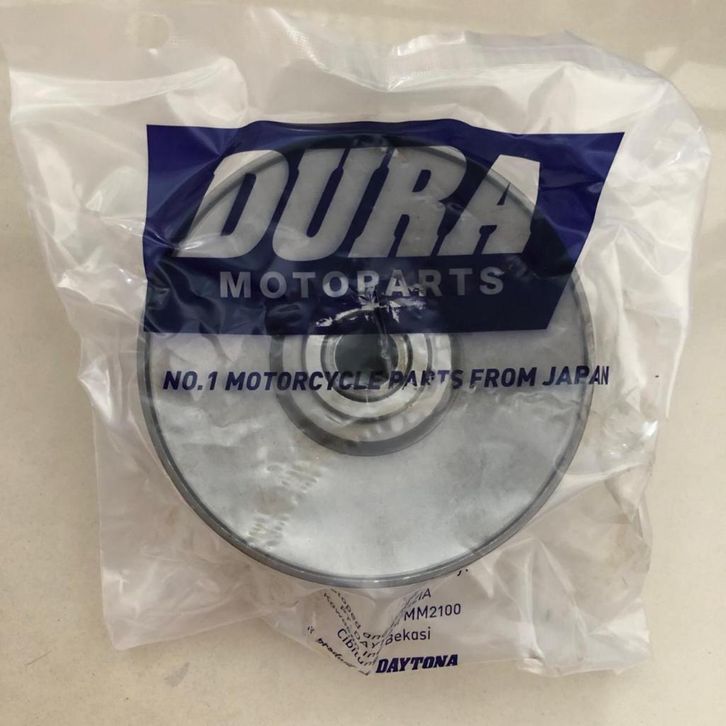 DURA
MOTOPARTS
NO.1 MOTORCYCLE PARTS FROM JAPAN
MM2100
Bekasi
DAYTONA